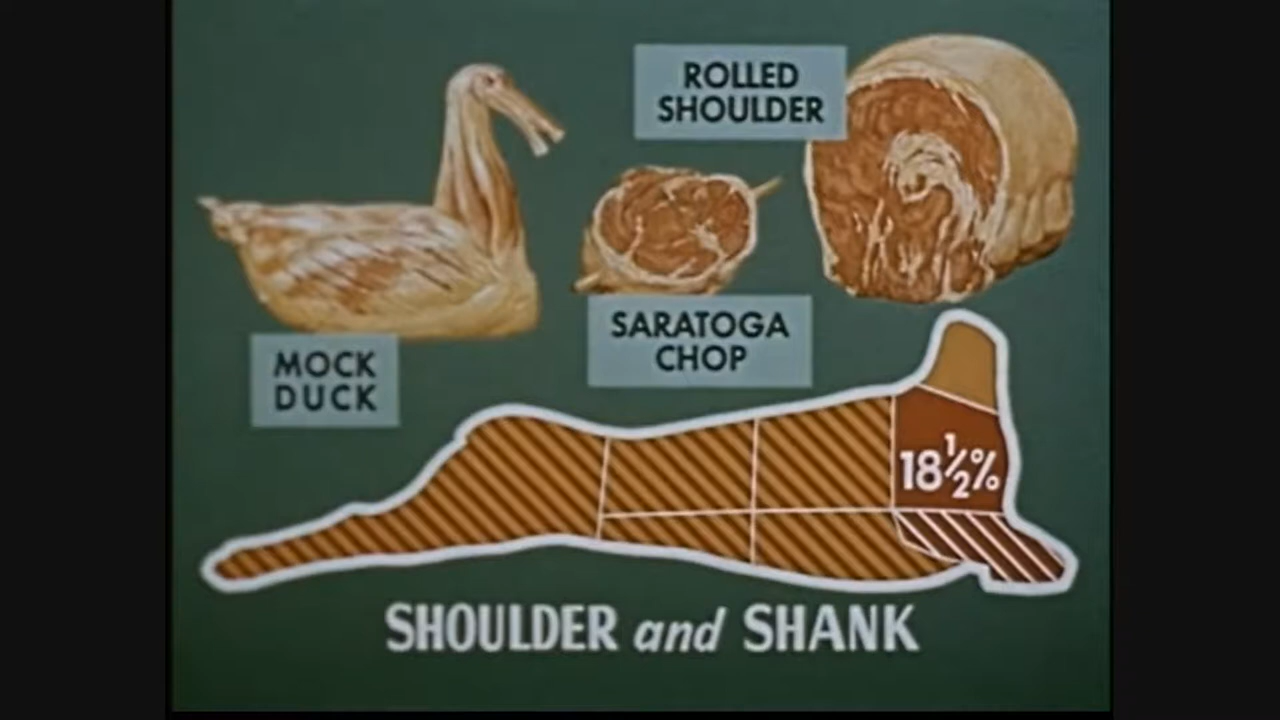 ROLLED
SHOULDER
SARATOGA
CHOP
MOCK
DUCK
18½%
SHOULDER and SHANK